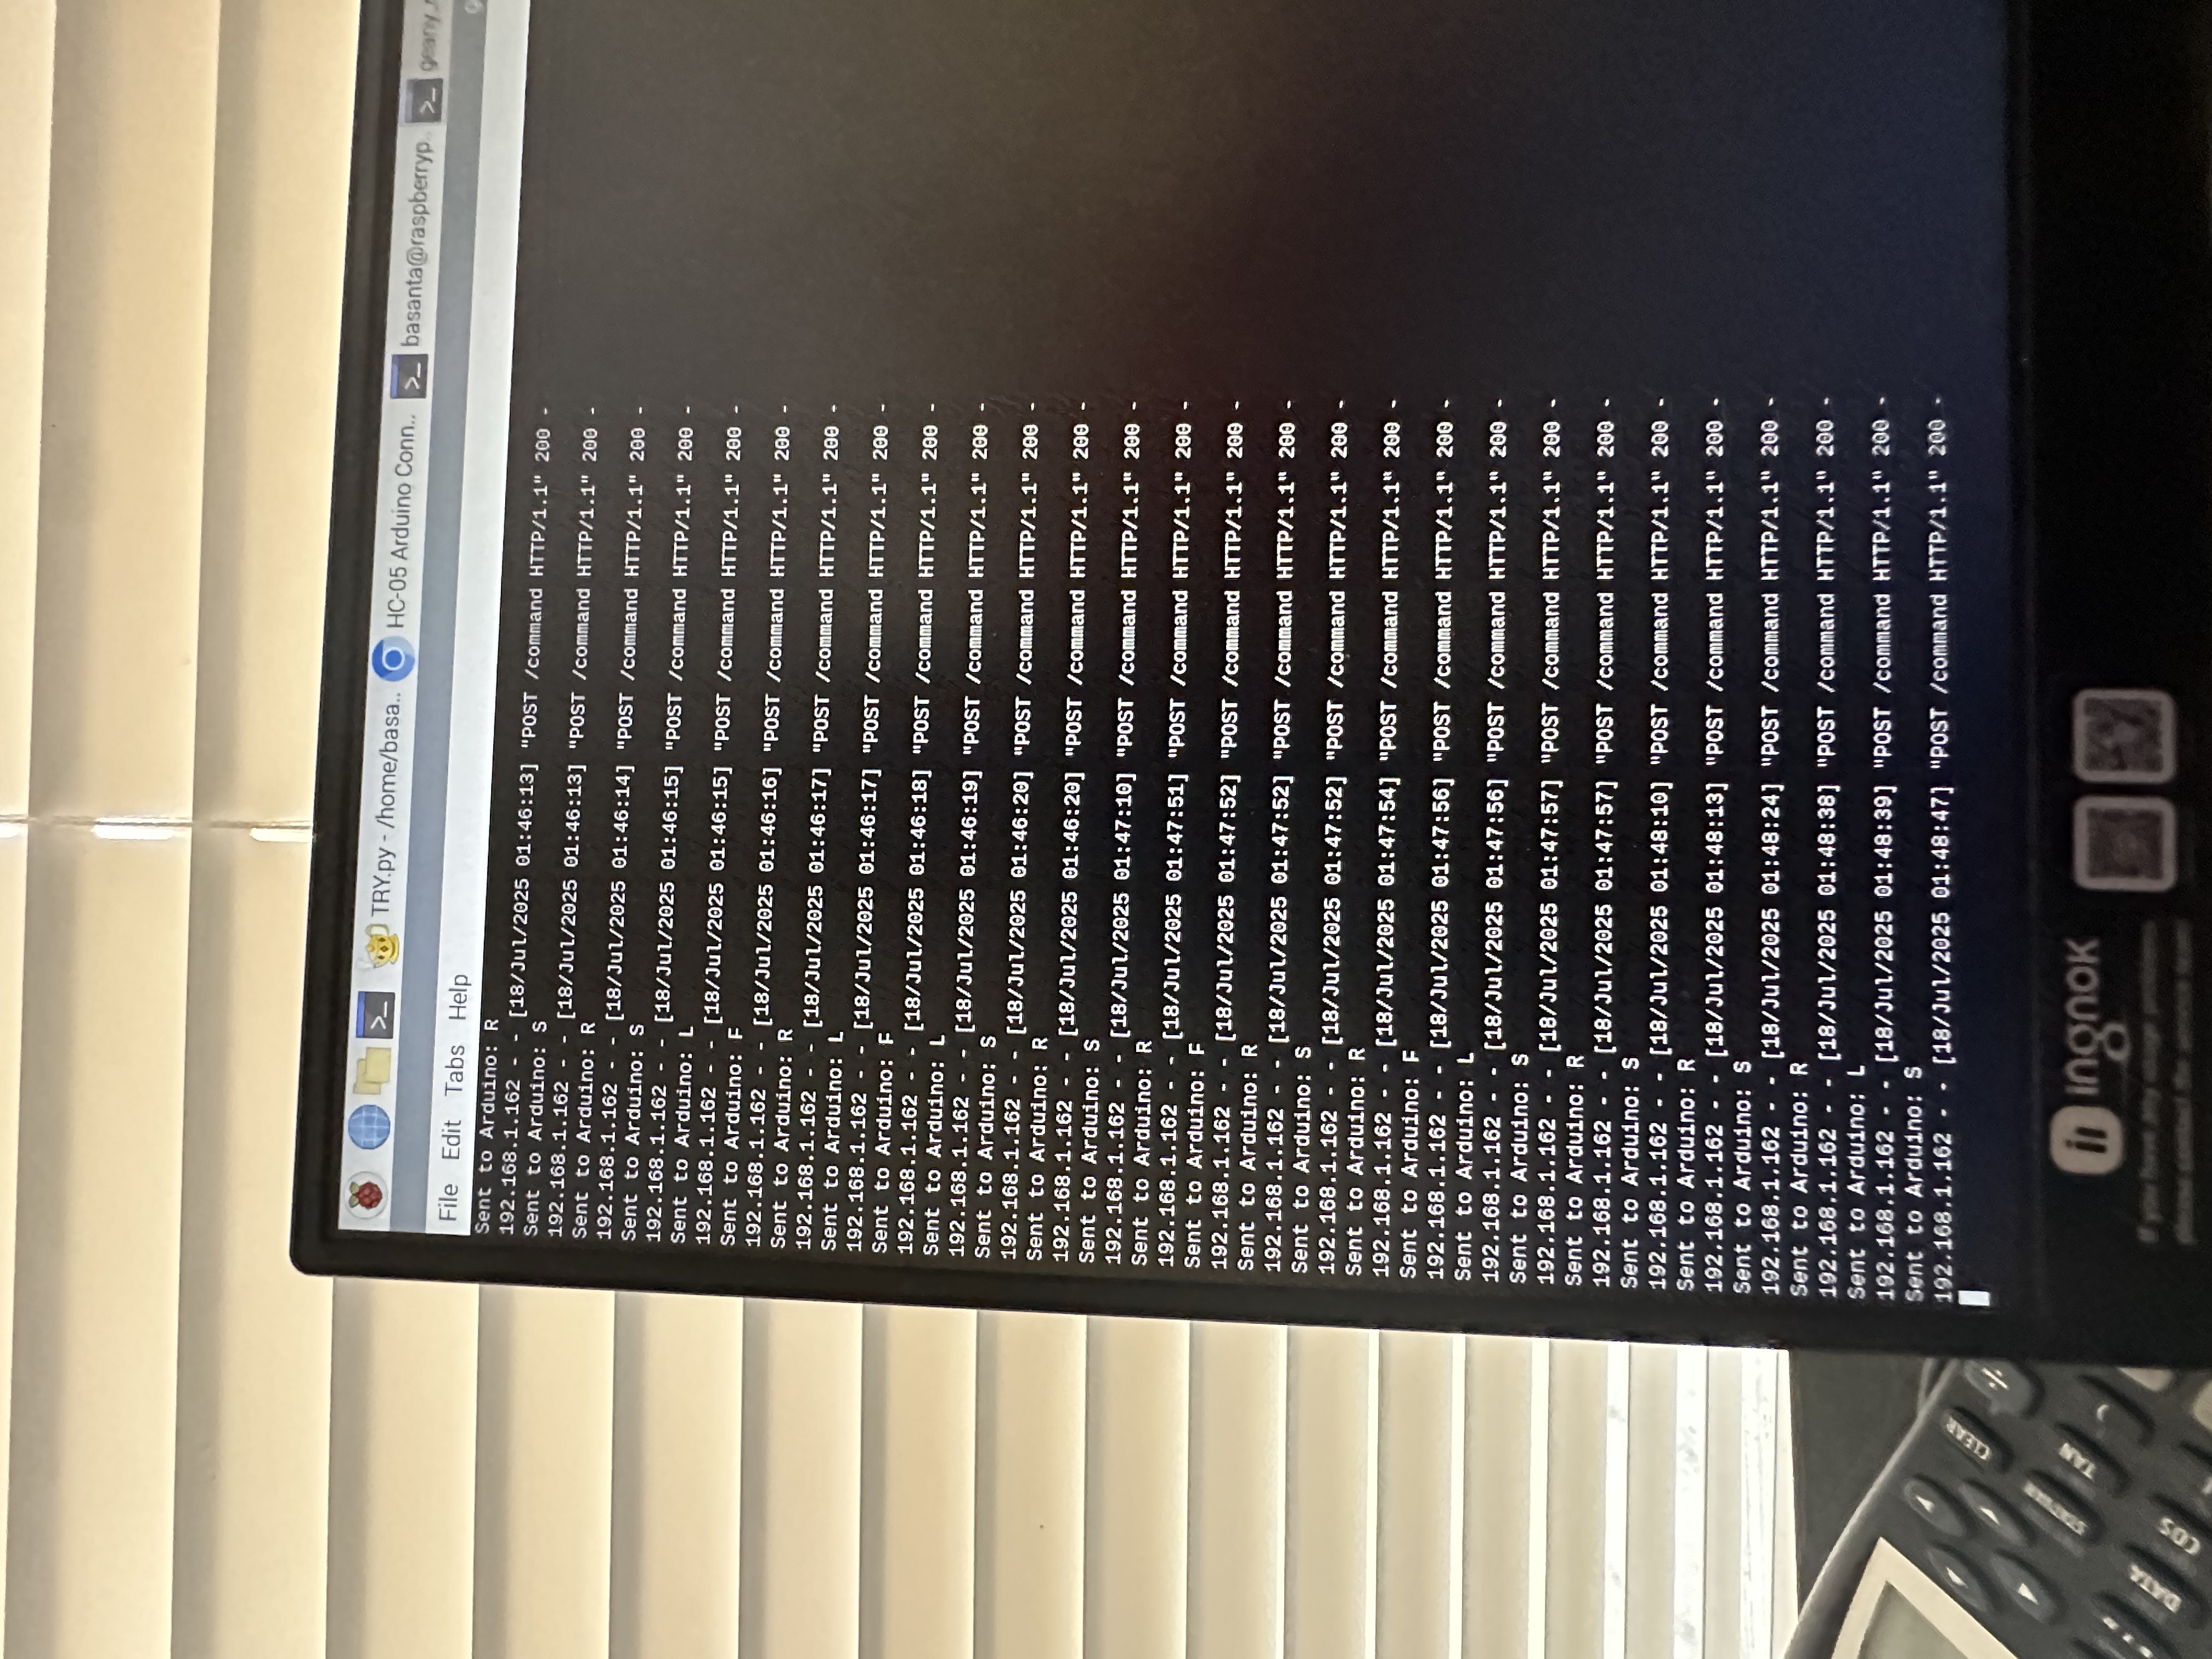 TRY.py - /home/basa..
HC-05 Arduino Conn..
basanta@raspberryp..
geany
File Edit Tabs Help
Sent to Arduino: R
192.168.1.162 - - [18/Jul/2025 01:46:13] "POST /command HTTP/1.1" 200 -
Sent to Arduino: S
192.168.1.162 - - [18/Jul/2025 01:46:13] "POST /command HTTP/1.1" 200 -
Sent to Arduino: R
192.168.1.162 - - [18/Jul/2025 01:46:14] "POST /command HTTP/1.1" 200 -
Sent to Arduino: S
192.168.1.162 - - [18/Jul/2025 01:46:15] "POST /command HTTP/1.1" 200 -
Sent to Arduino: L
192.168.1.162 - - [18/Jul/2025 01:46:15] "POST /command HTTP/1.1" 200 -
Sent to Arduino: F
192.168.1.162 - - [18/Jul/2025 01:46:16] "POST /command HTTP/1.1" 200 -
Sent to Arduino: R
192.168.1.162 - - [18/Jul/2025 01:46:17] "POST /command HTTP/1.1" 200 -
Sent to Arduino: L
192.168.1.162 - - [18/Jul/2025 01:46:17] "POST /command HTTP/1.1" 200 -
Sent to Arduino: F
192.168.1.162 - - [18/Jul/2025 01:46:18] "POST /command HTTP/1.1" 200 -
Sent to Arduino: L
192.168.1.162 - - [18/Jul/2025 01:46:19] "POST /command HTTP/1.1" 200 -
Sent to Arduino: S
192.168.1.162 - - [18/Jul/2025 01:46:20] "POST /command HTTP/1.1" 200 -
Sent to Arduino: R
192.168.1.162 - - [18/Jul/2025 01:46:20] "POST /command HTTP/1.1" 200 -
Sent to Arduino: S
192.168.1.162 - - [18/Jul/2025 01:47:10] "POST /command HTTP/1.1" 200 -
Sent to Arduino: R
192.168.1.162 - - [18/Jul/2025 01:47:51] "POST /command HTTP/1.1" 200 -
Sent to Arduino: F
192.168.1.162 - - [18/Jul/2025 01:47:52] "POST /command HTTP/1.1" 200 -
Sent to Arduino: R
192.168.1.162 - - [18/Jul/2025 01:47:52] "POST /command HTTP/1.1" 200 -
Sent to Arduino: S
192.168.1.162 - - [18/Jul/2025 01:47:52] "POST /command HTTP/1.1" 200 -
Sent to Arduino: R
192.168.1.162 - - [18/Jul/2025 01:47:54] "POST /command HTTP/1.1" 200 -
Sent to Arduino: F
192.168.1.162 - - [18/Jul/2025 01:47:56] "POST /command HTTP/1.1" 200 -
Sent to Arduino: L
192.168.1.162 - - [18/Jul/2025 01:47:56] "POST /command HTTP/1.1" 200 -
Sent to Arduino: S
192.168.1.162 - - [18/Jul/2025 01:47:57] "POST /command HTTP/1.1" 200 -
Sent to Arduino: R
192.168.1.162 - - [18/Jul/2025 01:47:57] "POST /command HTTP/1.1" 200 -
Sent to Arduino: S
192.168.1.162 - - [18/Jul/2025 01:48:10] "POST /command HTTP/1.1" 200 -
Sent to Arduino: R
192.168.1.162 - - [18/Jul/2025 01:48:13] "POST /command HTTP/1.1" 200 -
Sent to Arduino: S
192.168.1.162 - - [18/Jul/2025 01:48:24] "POST /command HTTP/1.1" 200 -
Sent to Arduino: R
192.168.1.162 - - [18/Jul/2025 01:48:38] "POST /command HTTP/1.1" 200 -
Sent to Arduino: L
192.168.1.162 - - [18/Jul/2025 01:48:39] "POST /command HTTP/1.1" 200 -
Sent to Arduino: S
192.168.1.162 - - [18/Jul/2025 01:48:47] "POST /command HTTP/1.1" 200 -
ingnok
If you have any usage problems
please contact the service team!
CLEAR
÷
TAN
)
DATA
COS